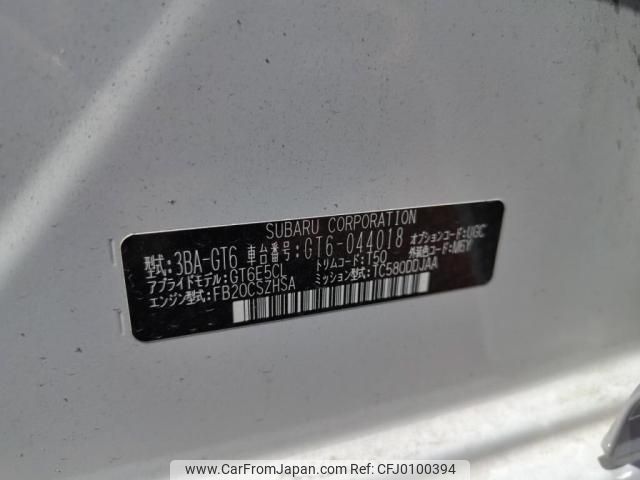 SUBARU CORPORATION
型式:3BA-GT6 車台番号:GT6-044018 オプションコード:UGC
アプライドモデル:GT6E5CL トリムコード:T50 外装色コード:M6Y
エンジン型式:FB20CSZHSA ミッション型式:TC580DDJAA
www.CarFromJapan.com | Ref No.CFJ0100394